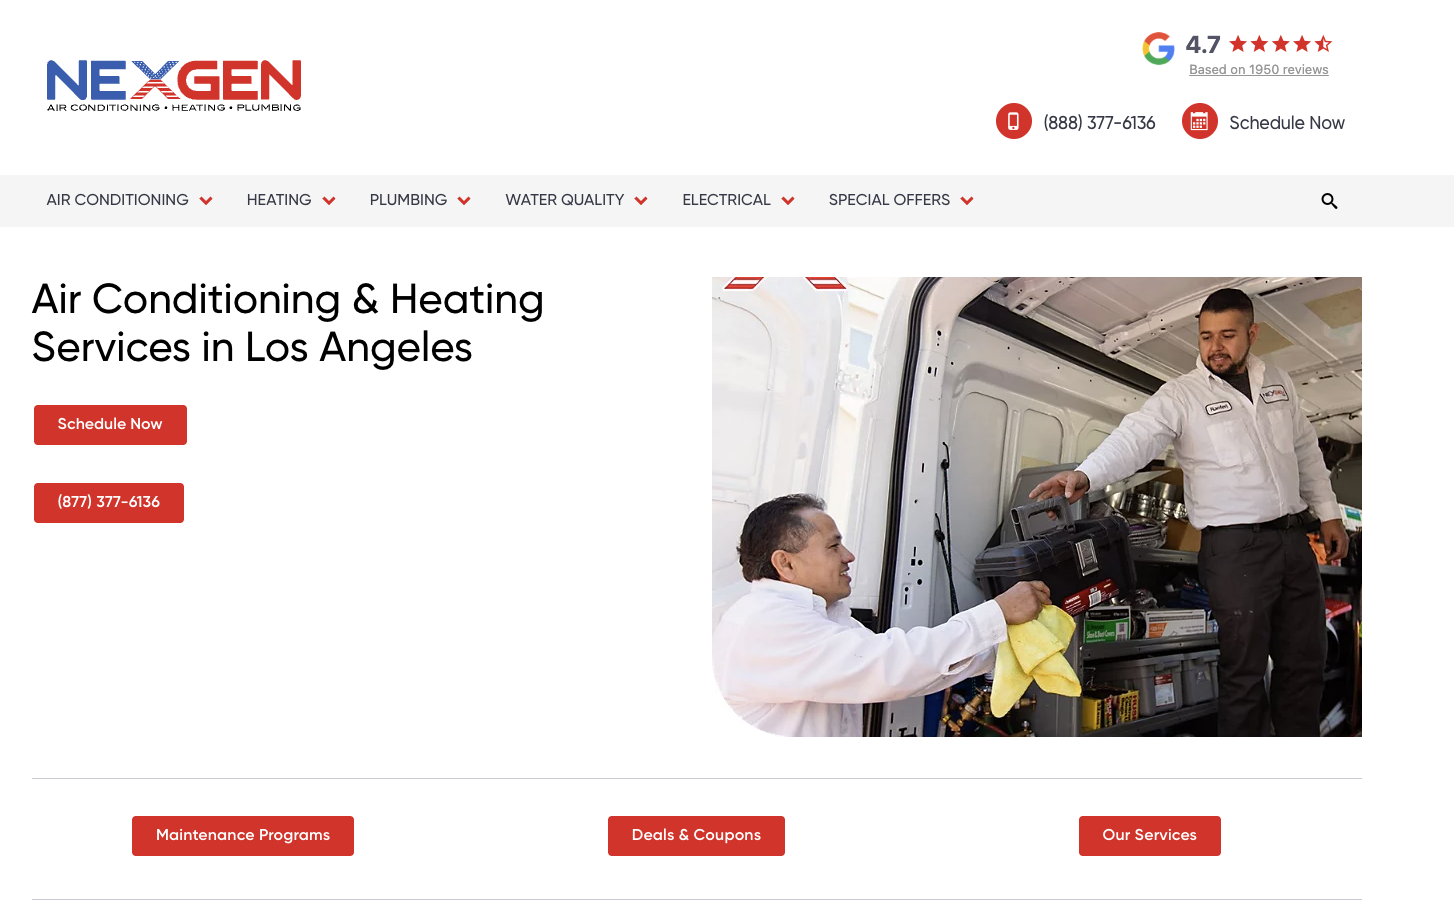 NEXGEN
AIR CONDITIONING • HEATING • PLUMBING
4.7
Based on 1950 reviews
(888) 377-6136
Schedule Now
AIR CONDITIONING
HEATING
PLUMBING
WATER QUALITY
ELECTRICAL
SPECIAL OFFERS
Air Conditioning & Heating
Services in Los Angeles
Schedule Now
(877) 377-6136
NEXGEN
Maintenance Programs
Deals & Coupons
Our Services